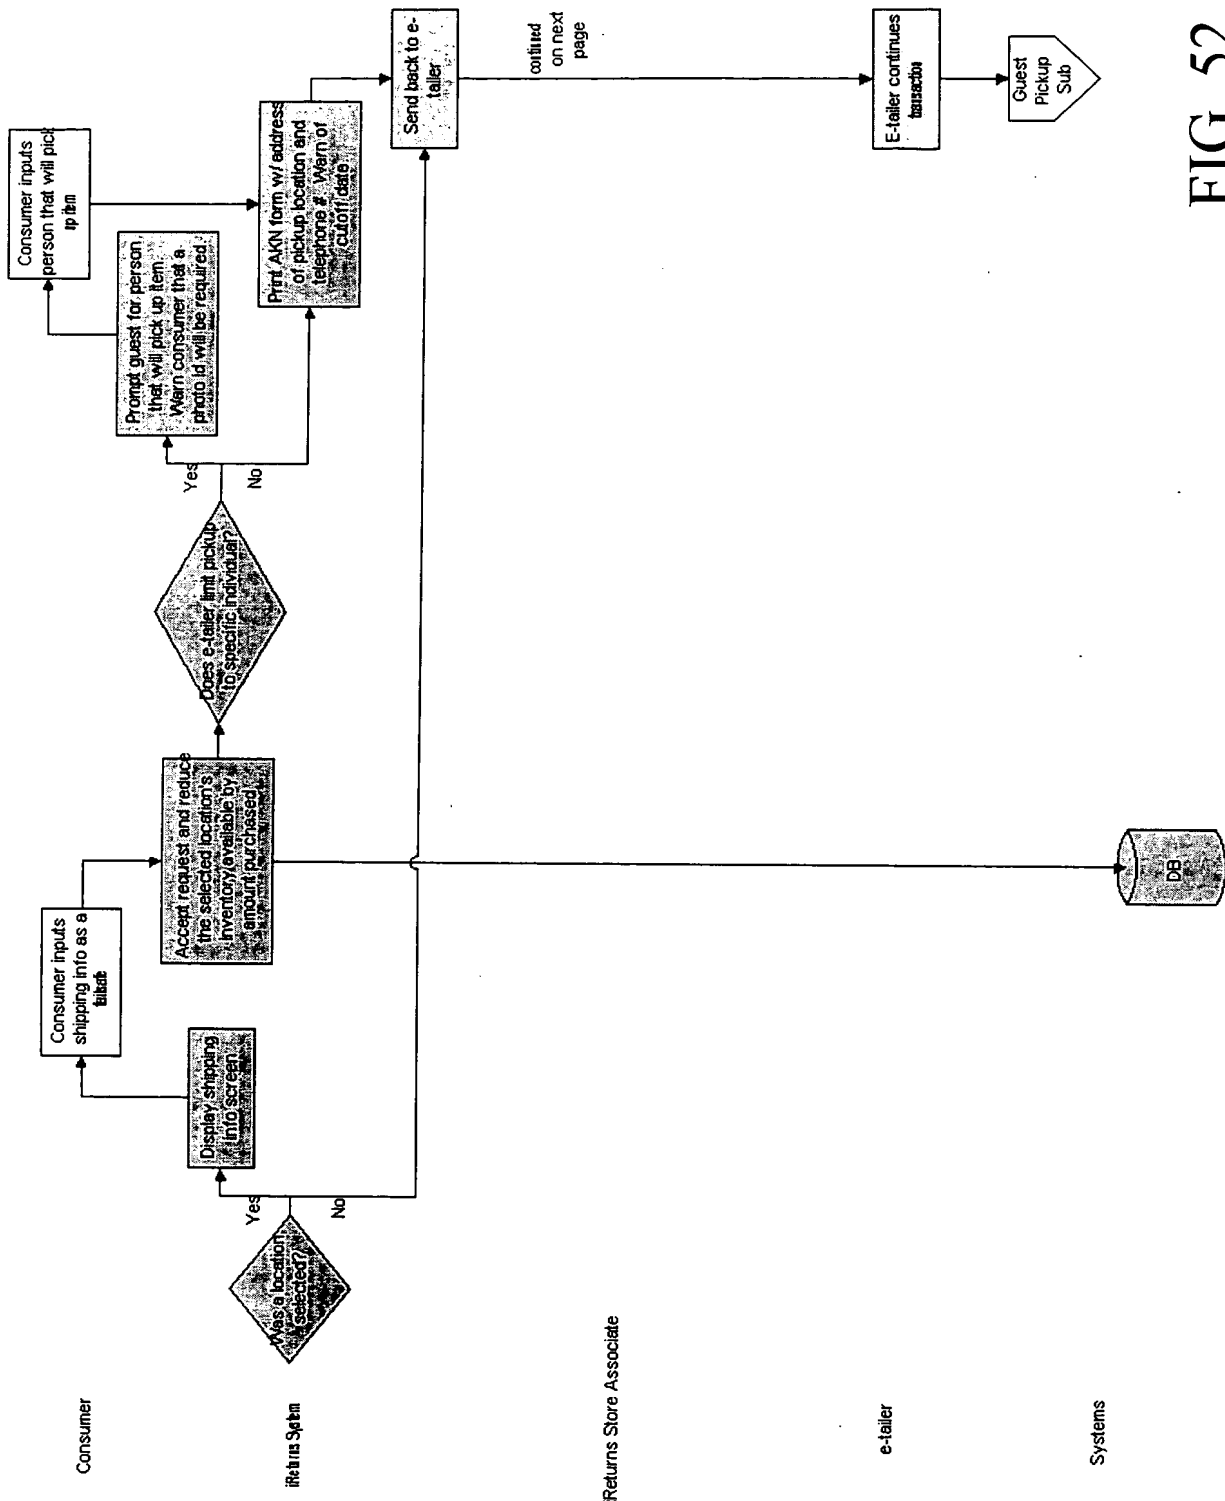 Consumer
iReturns System
iReturns Store Associate
e-tailer
Systems
Was a location
selected?
Yes
No
Display shipping
info screen
Consumer inputs
shipping info as a
failsafe
Accept request and reduce
the selected location's
inventory available by
amount purchased
DB
Does e-tailer limit pickup
to specific individual?
Yes
No
Prompt guest for person
that will pick up item.
Warn consumer that a
photo id will be required.
Consumer inputs
person that will pick
up item
Print AKN form w/ address
of pickup location and
telephone #. Warn of
cutoff date
Send back to e-
tailer
continued
on next
page
E-tailer continues
transaction
Guest
Pickup
Sub
FIG. 52